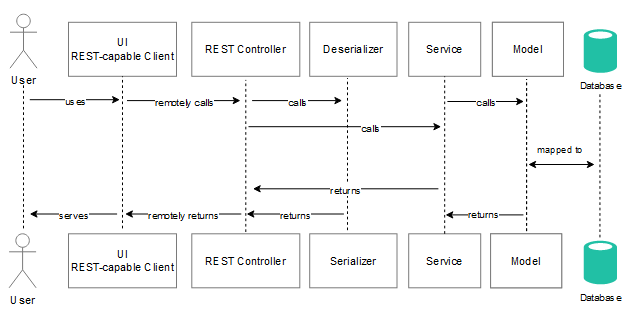 User
UI
REST-capable Client
REST Controller
Deserializer
Service
Model
Database
uses
remotely calls
calls
calls
calls
mapped to
returns
serves
remotely returns
returns
returns
User
UI
REST-capable Client
REST Controller
Serializer
Service
Model
Database